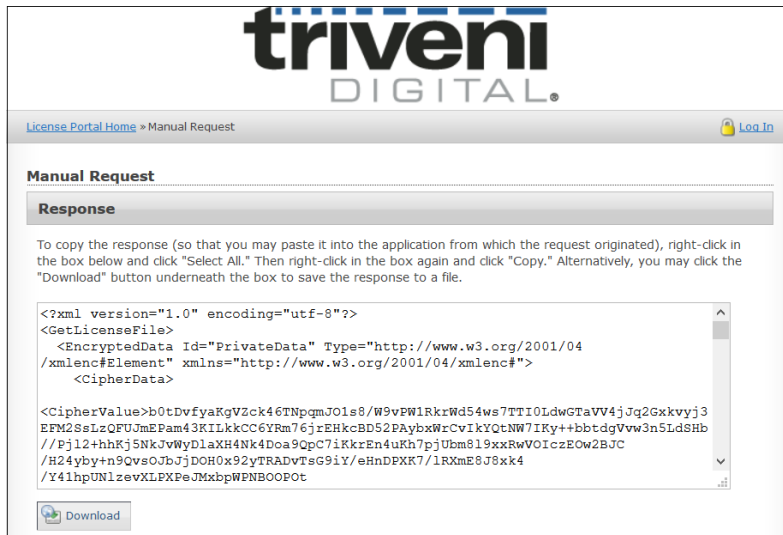 triveni
DIGITAL®
License Portal Home » Manual Request
Log In
Manual Request
Response
To copy the response (so that you may paste it into the application from which the request originated), right-click in
the box below and click "Select All." Then right-click in the box again and click "Copy." Alternatively, you may click the
"Download" button underneath the box to save the response to a file.
<?xml version="1.0" encoding="utf-8"?>
<GetLicenseFile>
<EncryptedData Id="PrivateData" Type="http://www.w3.org/2001/04
/xmlenc#Element" xmlns="http://www.w3.org/2001/04/xmlenc#">
<CipherData>
<CipherValue>b0tDvfyaKgVZck46TNpqmJO1s8/W9vPW1RkrWd54ws7TTI0LdwGTaVV4jJq2Gxkvyj3
EFM2SsLzQFUJmEPam43KILkkCC6YRm76jrEHkcBD52PAybxWrCvIkYQtNW7IKy++bbtdgVvw3n5LdSHb
//Pjl2+hhKj5NkJvWyDlaXH4Nk4Doa9QpC7iKkrEn4uKh7pjUbm8l9xxRwVOIczEOw2BJC
/H24yby+n9QvsOJbJjDOH0x92yTRADvTsG9iY/eHnDPXK7/lRXmE8J8xk4
/Y41hpUNlzevXLPXPeJMxbpWPNBOOPOt
Download